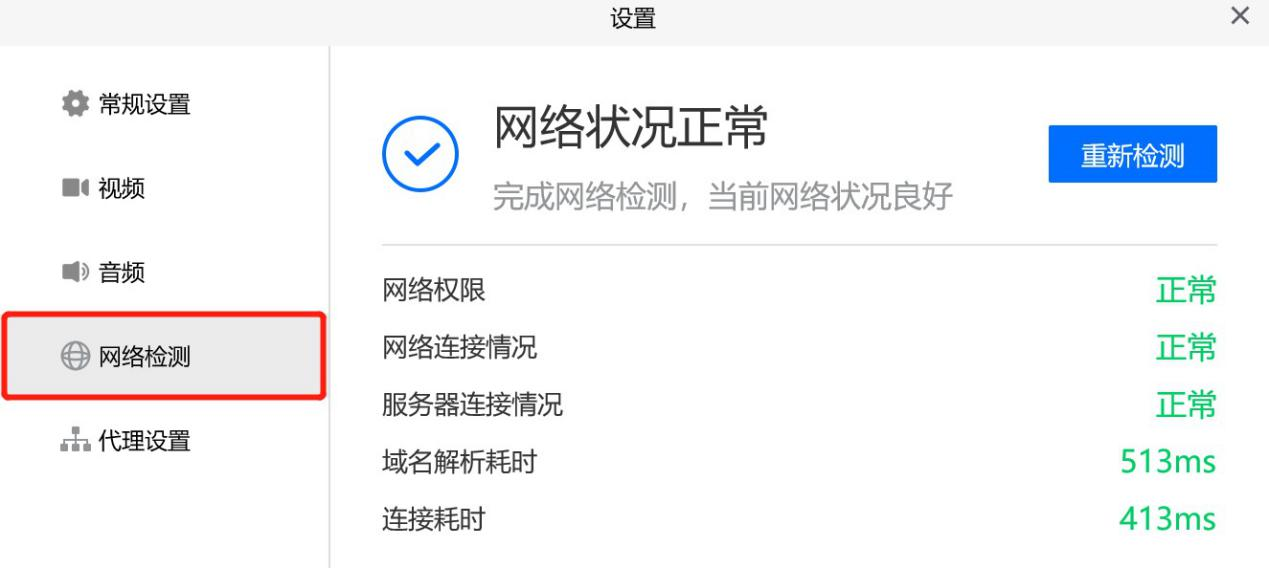 设置
常规设置
视频
音频
网络检测
代理设置
网络状况正常
完成网络检测，当前网络状况良好
重新检测
网络权限 正常
网络连接情况 正常
服务器连接情况 正常
域名解析耗时 513ms
连接耗时 413ms